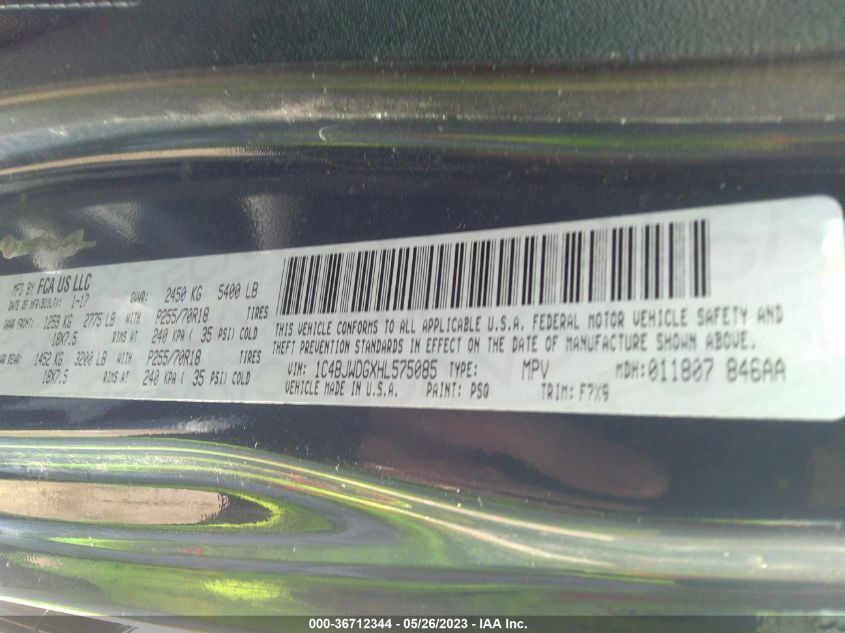 MFD BY FCA US LLC
DATE OF MFR(BUILT): 1-17 GVWR: 2450 KG 5400 LB
GAWR FRONT: 1259 KG 2775 LB WITH P255/70R18 TIRES
18X7.5 RIMS AT 240 KPA ( 35 PSI) COLD
GAWR REAR: 1452 KG 3200 LB WITH P255/70R18 TIRES
18X7.5 RIMS AT 240 KPA ( 35 PSI) COLD
THIS VEHICLE CONFORMS TO ALL APPLICABLE U.S.A. FEDERAL MOTOR VEHICLE SAFETY AND
THEFT PREVENTION STANDARDS IN EFFECT ON THE DATE OF MANUFACTURE SHOWN ABOVE.
VIN: 1C4BJWDGXHL575085 TYPE: MPV MDH:011807 846AA
VEHICLE MADE IN U.S.A. PAINT: PSQ TRIM: F7X9
000-36712344 - 05/26/2023 - IAA Inc.